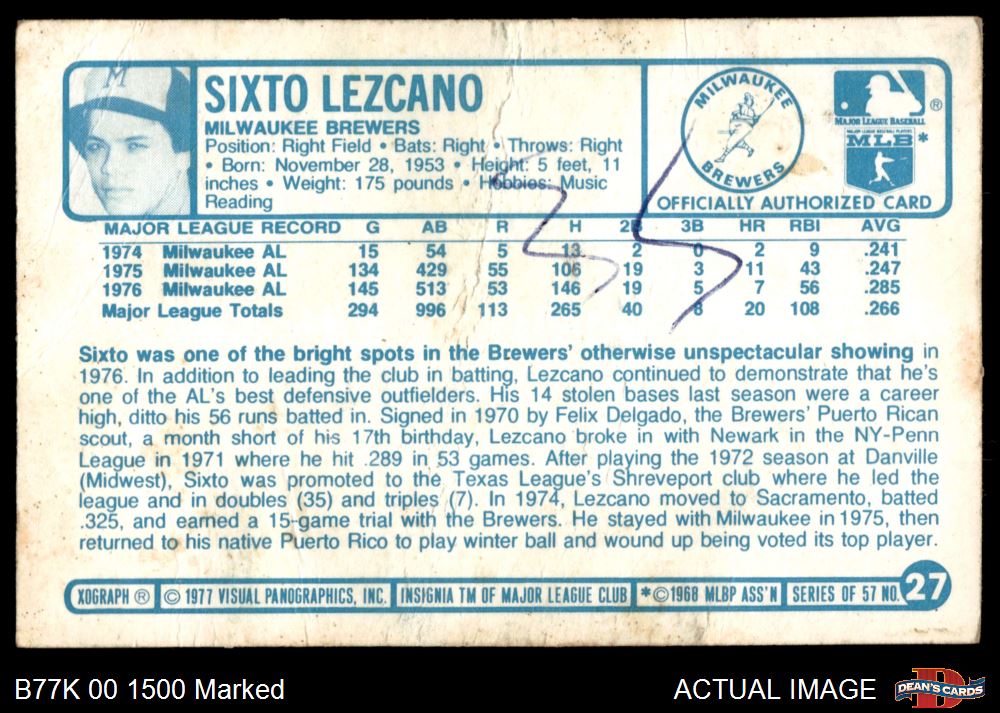 M
SIXTO LEZCANO
MILWAUKEE BREWERS
Position: Right Field • Bats: Right • Throws: Right
• Born: November 28, 1953 • Height: 5 feet, 11
inches • Weight: 175 pounds • Hobbies: Music
Reading
MILWAUKEE
BREWERS
®
MAJOR LEAGUE BASEBALL
MAJOR LEAGUE BASEBALL PLAYERS
MLB *
OFFICIALLY AUTHORIZED CARD
MAJOR LEAGUE RECORD G AB R H 2B 3B HR RBI AVG
1974 Milwaukee AL 15 54 5 13 2 0 2 9 .241
1975 Milwaukee AL 134 429 55 106 19 3 11 43 .247
1976 Milwaukee AL 145 513 53 146 19 5 7 56 .285
Major League Totals 294 996 113 265 40 8 20 108 .266
Sixto was one of the bright spots in the Brewers' otherwise unspectacular showing in
1976. In addition to leading the club in batting, Lezcano continued to demonstrate that he's
one of the AL's best defensive outfielders. His 14 stolen bases last season were a career
high, ditto his 56 runs batted in. Signed in 1970 by Felix Delgado, the Brewers' Puerto Rican
scout, a month short of his 17th birthday, Lezcano broke in with Newark in the NY-Penn
League in 1971 where he hit .289 in 53 games. After playing the 1972 season at Danville
(Midwest), Sixto was promoted to the Texas League's Shreveport club where he led the
league and in doubles (35) and triples (7). In 1974, Lezcano moved to Sacramento, batted
.325, and earned a 15-game trial with the Brewers. He stayed with Milwaukee in 1975, then
returned to his native Puerto Rico to play winter ball and wound up being voted its top player.
XOGRAPH ® © 1977 VISUAL PANOGRAPHICS, INC. INSIGNIA TM OF MAJOR LEAGUE CLUB *©1968 MLBP ASS'N SERIES OF 57 NO. 27
B77K 00 1500 Marked
ACTUAL IMAGE
DEAN'S CARDS